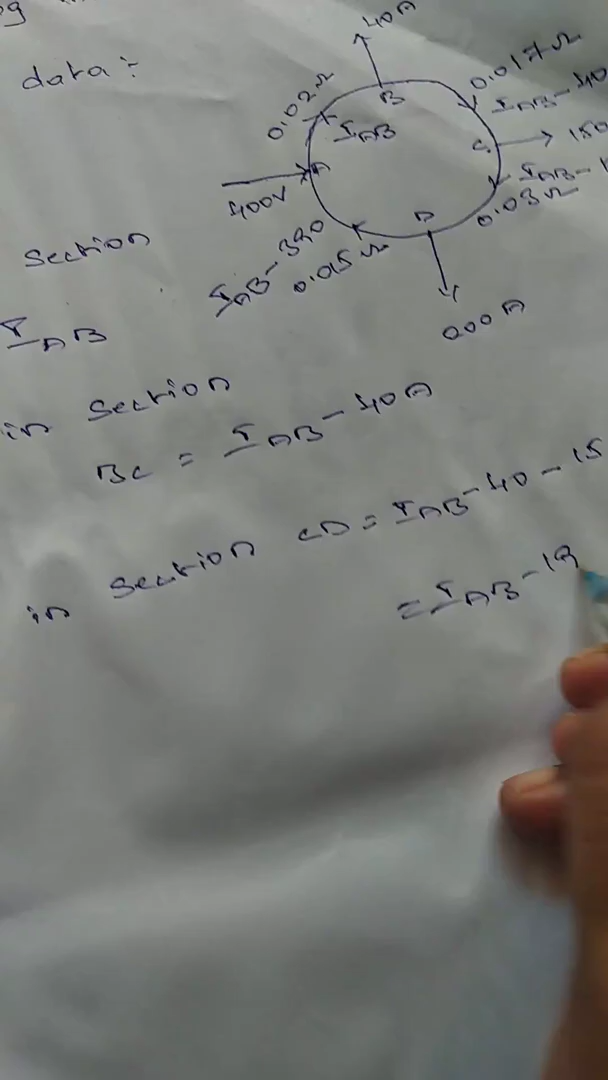 data:-
40A
0.017Ω
0.02Ω
B
I_AB-40
I_AB
C
150
A
400V
I_AB-1
0.03Ω
D
Section
I_AB-390
0.015Ω
I_AB
in Section
BC = I_AB-40A
in Section CD = I_AB-40-15
= I_AB-19